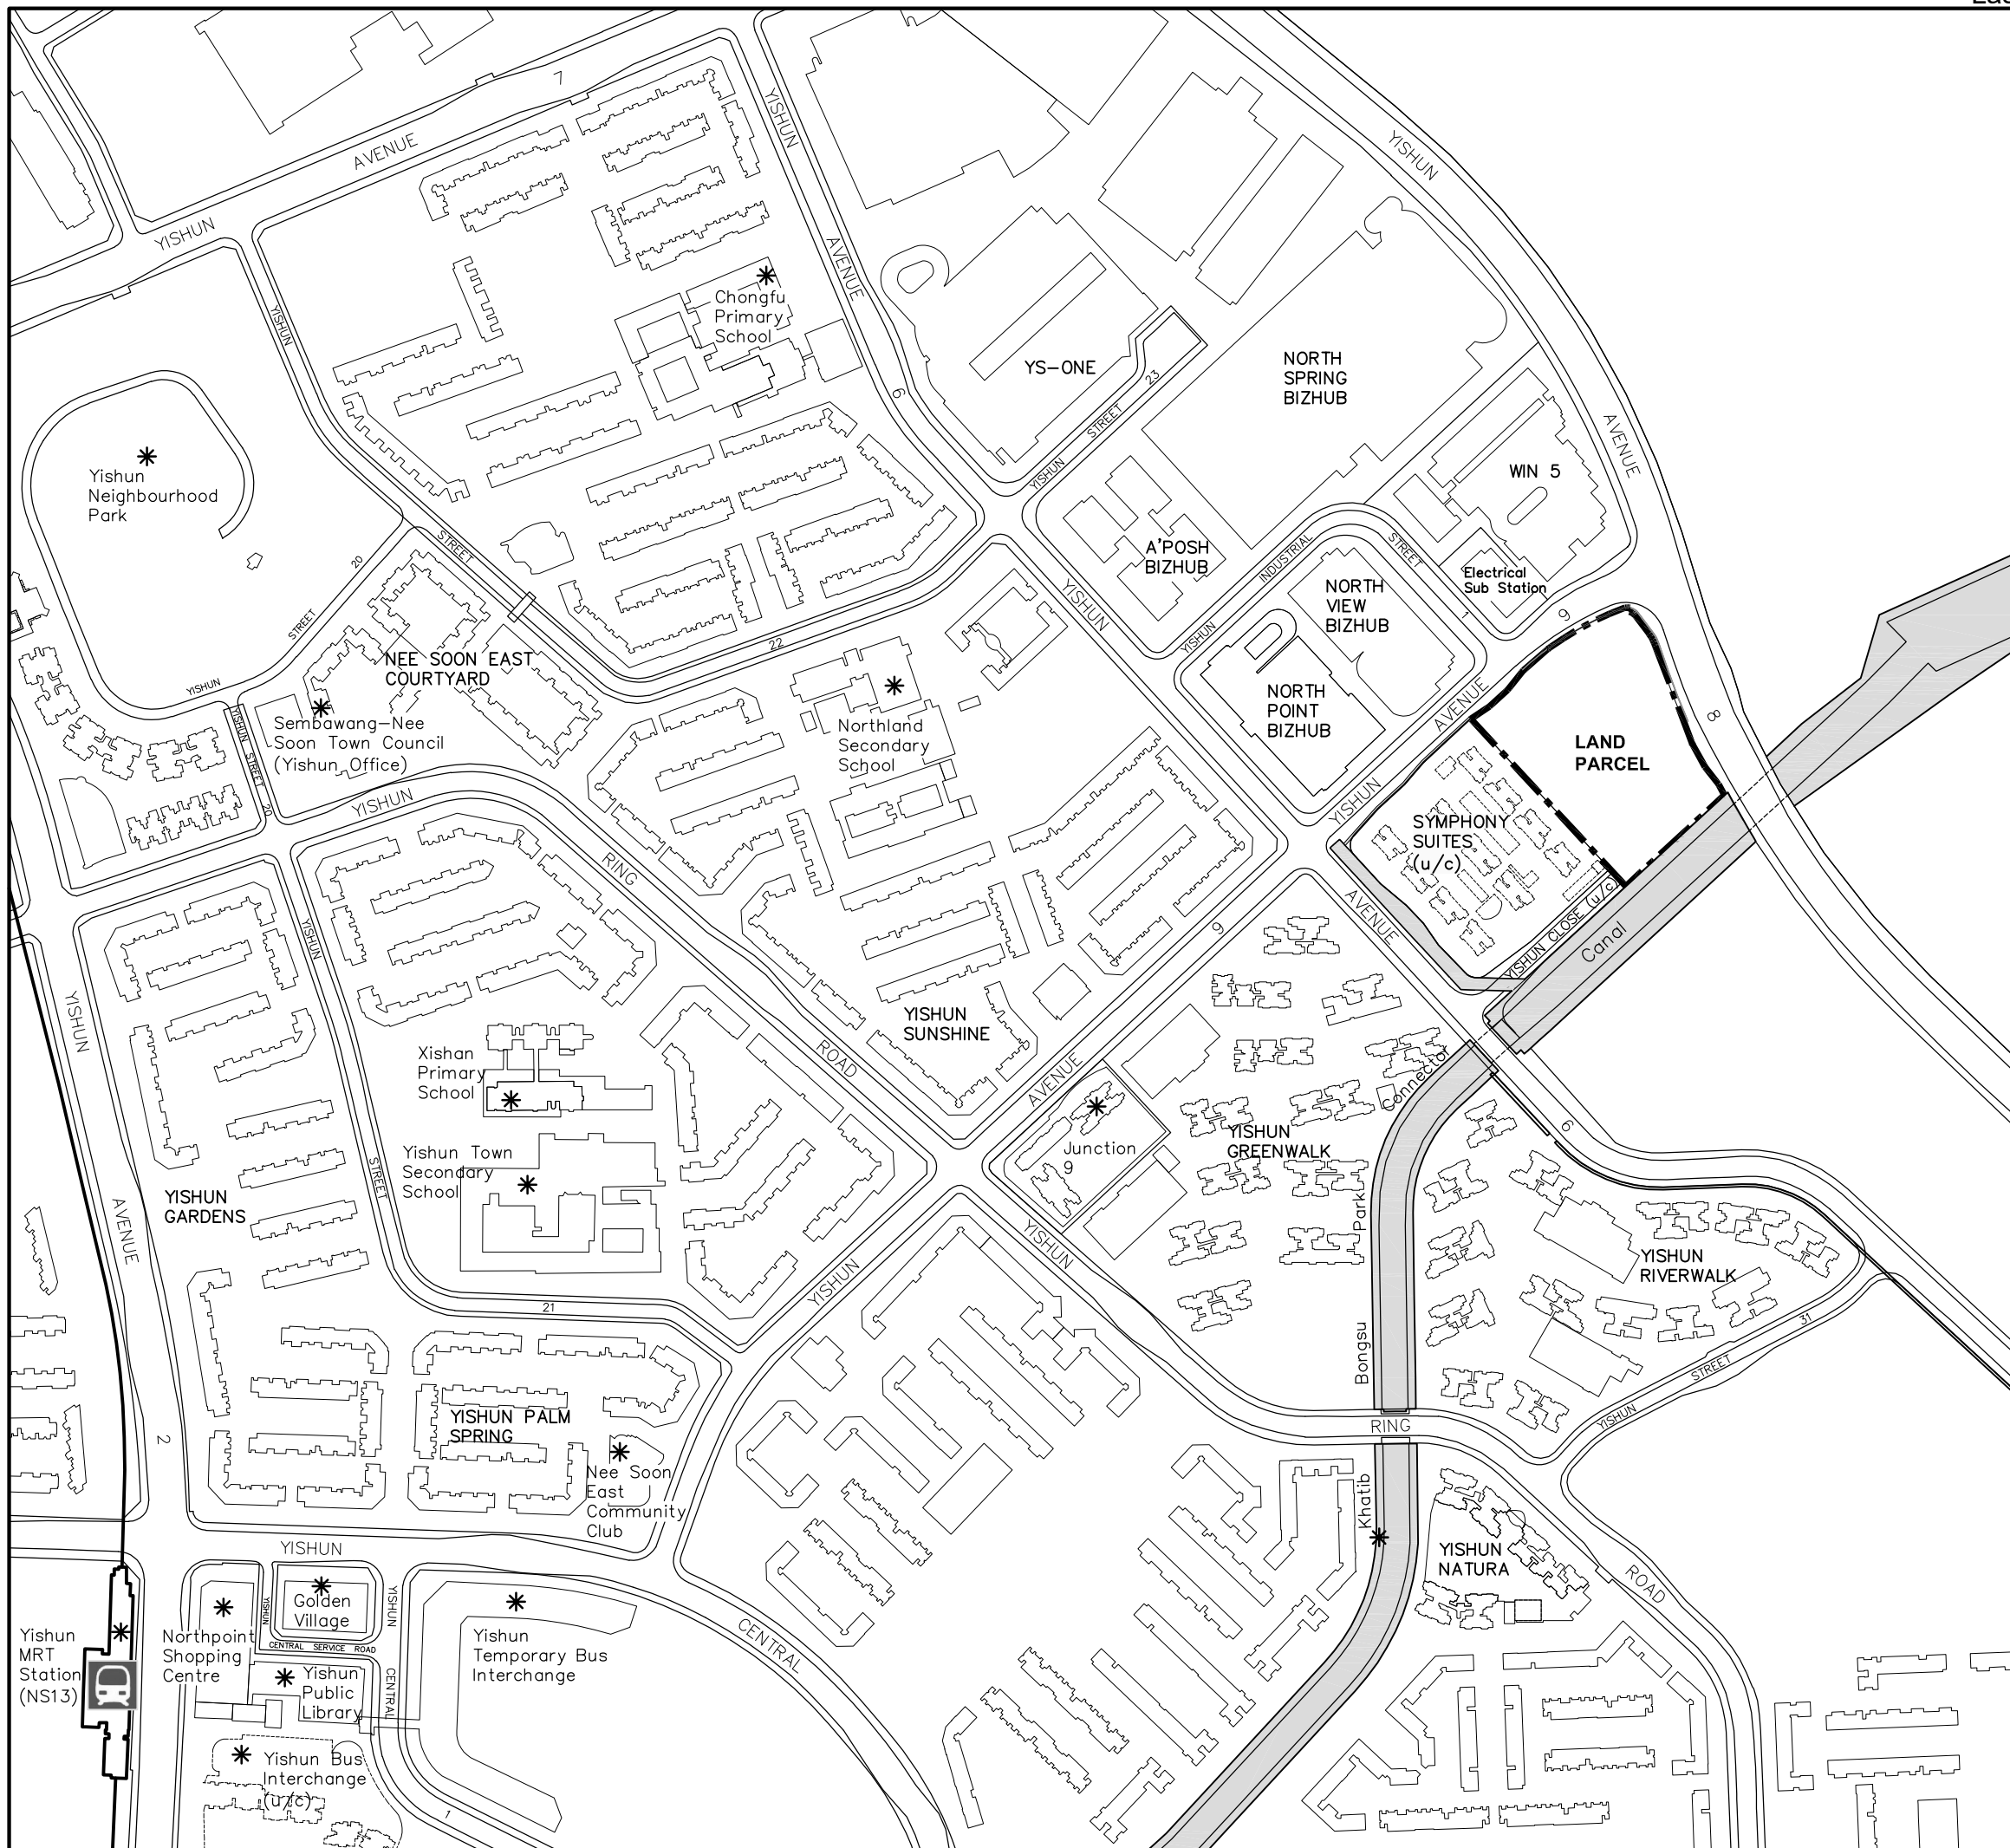 7
AVENUE
YISHUN
YISHUN
AVENUE
6
YISHUN
AVENUE
8
YISHUN
STREET
22
Chongfu
Primary
School
YS-ONE
NORTH
SPRING
BIZHUB
YISHUN
STREET
23
WIN 5
Yishun
Neighbourhood
Park
A'POSH
BIZHUB
YISHUN
INDUSTRIAL
STREET
1
Electrical
Sub Station
NORTH
VIEW
BIZHUB
NORTH
POINT
BIZHUB
YISHUN
STREET
20
NEE SOON EAST
COURTYARD
Sembawang-Nee
Soon Town Council
(Yishun Office)
YISHUN STREET
20
Northland
Secondary
School
YISHUN
AVENUE
6
YISHUN
AVENUE
9
LAND
PARCEL
SYMPHONY
SUITES
(u/c)
YISHUN CLOSE (u/c)
Canal
YISHUN
RING
ROAD
YISHUN
AVENUE
2
YISHUN
STREET
21
YISHUN
SUNSHINE
AVENUE
9
YISHUN
Xishan
Primary
School
Yishun Town
Secondary
School
Junction
9
YISHUN
GREENWALK
Khatib
Bongsu
Park
Connector
YISHUN
GARDENS
YISHUN
RIVERWALK
YISHUN
STREET
31
YISHUN
RING
ROAD
YISHUN PALM
SPRING
Nee Soon
East
Community
Club
YISHUN
NATURA
YISHUN
CENTRAL
Golden
Village
YISHUN
CENTRAL SERVICE ROAD
YISHUN
CENTRAL
1
Yishun
MRT
Station
(NS13)
Northpoint
Shopping
Centre
Yishun
Public
Library
Yishun
Temporary Bus
Interchange
Yishun Bus
Interchange
(u/c)